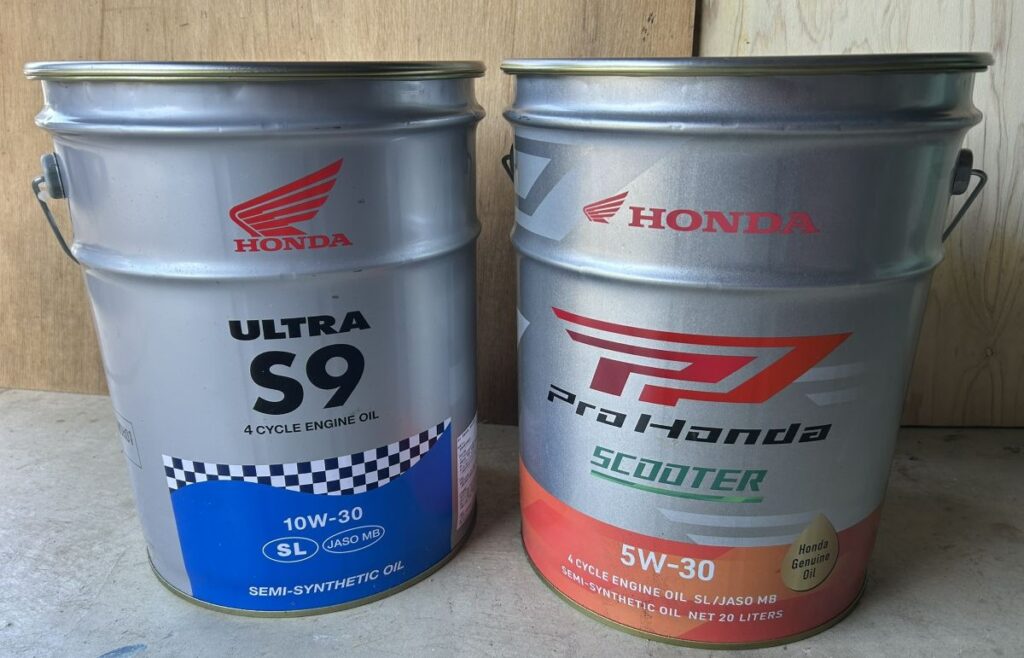 HONDA
ULTRA
S9
4 CYCLE ENGINE OIL
10W-30
SL JASO MB
SEMI-SYNTHETIC OIL
HONDA
Pro Honda
SCOOTER
5W-30
4 CYCLE ENGINE OIL SL/JASO MB
SEMI-SYNTHETIC OIL NET 20 LITERS
Honda
Genuine
Oil